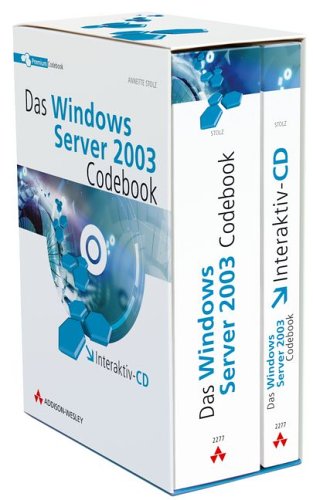 Premium Codebook
ANNETTE STOLZ
Das Windows
Server 2003
Codebook
Interaktiv-CD
ADDISON-WESLEY
STOLZ
Das Windows
Server 2003 Codebook
2277
STOLZ
Interaktiv-CD
Das Windows
Server 2003
Codebook
2277